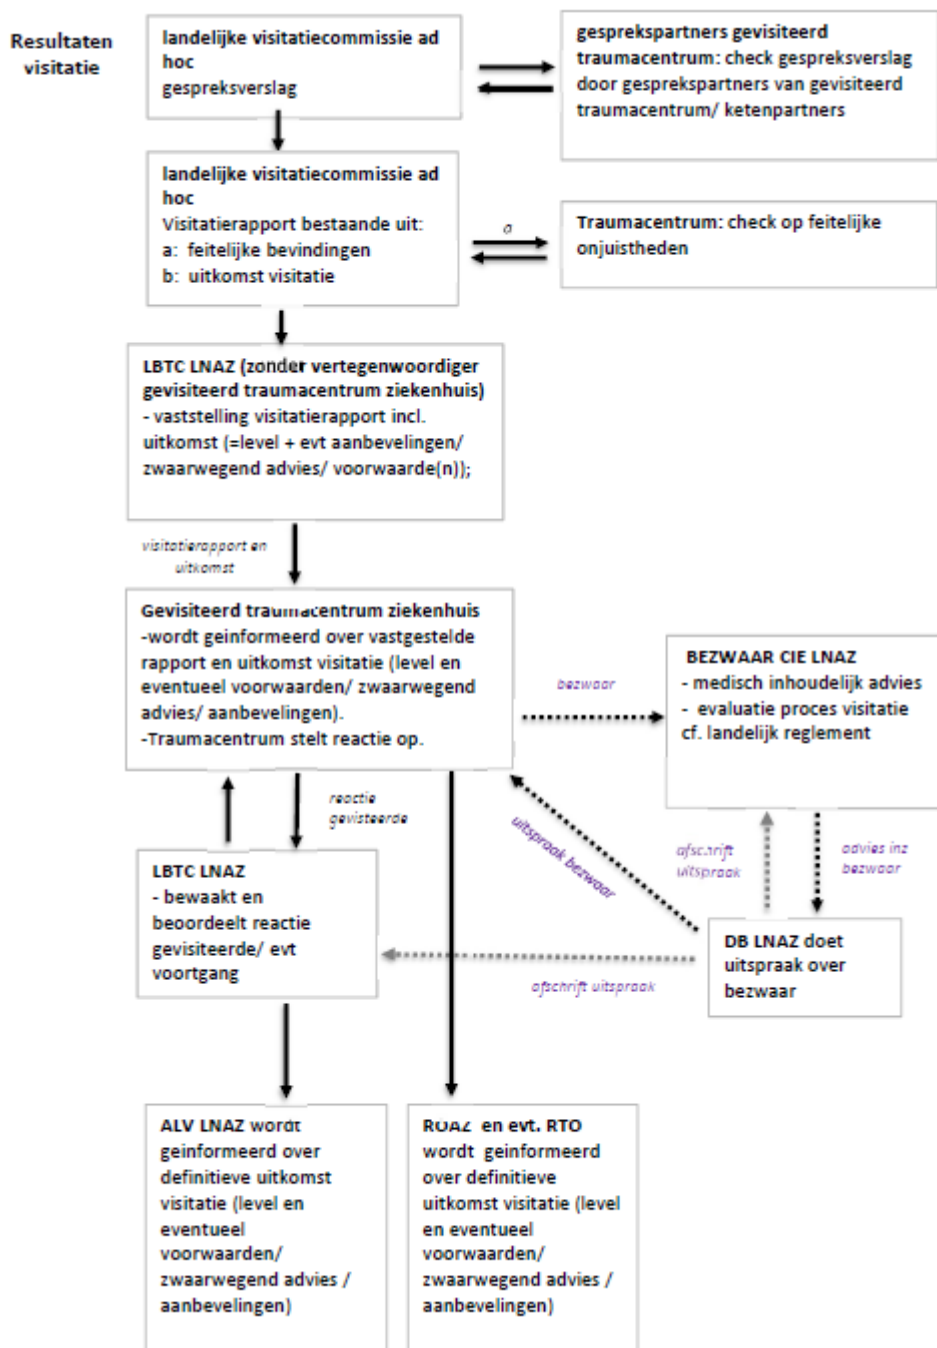 Resultaten
visitatie
landelijke visitatiecommissie ad
hoc
gespreksverslag
gesprekspartners gevisiteerd
traumacentrum: check gespreksverslag
door gesprekspartners van gevisiteerd
traumacentrum/ ketenpartners
landelijke visitatiecommissie ad
hoc
Visitatierapport bestaande uit:
a: feitelijke bevindingen
b: uitkomst visitatie
a
Traumacentrum: check op feitelijke
onjuistheden
LBTC LNAZ (zonder vertegenwoordiger
gevisiteerd traumacentrum ziekenhuis)
- vaststelling visitatierapport incl.
uitkomst (=level + evt aanbevelingen/
zwaarwegend advies/ voorwaarde(n));
visitatierapport en
uitkomst
Gevisiteerd traumacentrum ziekenhuis
-wordt geinformeerd over vastgestelde
rapport en uitkomst visitatie (level en
eventueel voorwaarden/ zwaarwegend
advies/ aanbevelingen).
-Traumacentrum stelt reactie op.
bezwaar
BEZWAAR CIE LNAZ
- medisch inhoudelijk advies
- evaluatie proces visitatie
cf. landelijk reglement
reactie
gevisteerde
uitspraak bezwaar
afschrift
uitspraak
advies inz
bezwaar
LBTC LNAZ
- bewaakt en
beoordeelt reactie
gevisiteerde/ evt
voortgang
DB LNAZ doet
uitspraak over
bezwaar
afschrift uitspraak
ALV LNAZ wordt
geinformeerd over
definitieve uitkomst
visitatie (level en
eventueel
voorwaarden/
zwaarwegend advies /
aanbevelingen)
ROAZ en evt. RTO
wordt geinformeerd
over definitieve
uitkomst visitatie (level
en eventueel
voorwaarden/
zwaarwegend advies /
aanbevelingen)